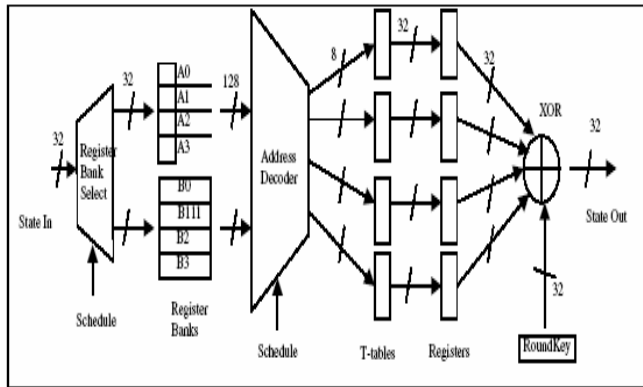 32
Register
Bank
Select
State In
Schedule
32
A0
A1
A2
A3
B0
B111
B2
B3
Register
Banks
128
Address
Decoder
Schedule
8
32
T-tables
Registers
32
XOR
32
State Out
32
RoundKey